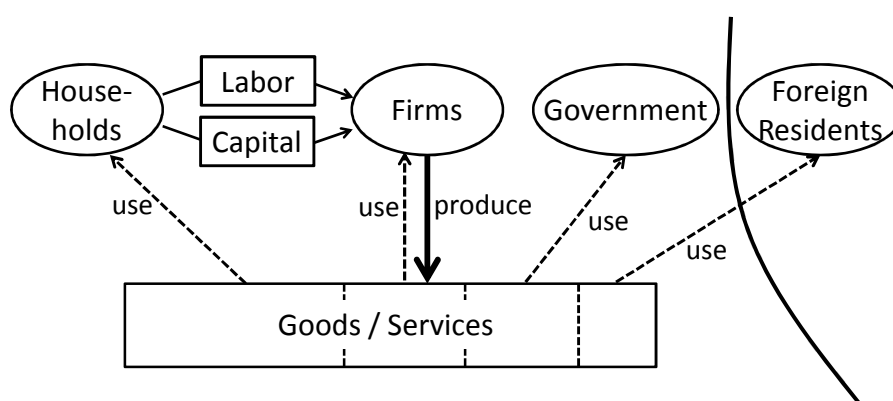 House-
holds
Labor
Capital
Firms
Government
Foreign
Residents
use
use
produce
use
use
Goods / Services